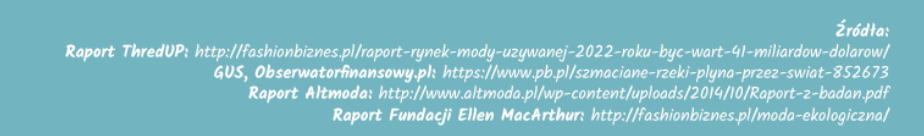 Źródła:
Raport ThredUP: http://fashionbiznes.pl/raport-rynek-mody-uzywanej-2022-roku-byc-wart-41-miliardow-dolarow/
GUS, Obserwatorfinansowy.pl: https://www.pb.pl/szmaciane-rzeki-plyna-przez-swiat-852673
Raport Altmoda: http://www.altmoda.pl/wp-content/uploads/2014/10/Raport-z-badan.pdf
Raport Fundacji Ellen MacArthur: http://fashionbiznes.pl/moda-ekologiczna/